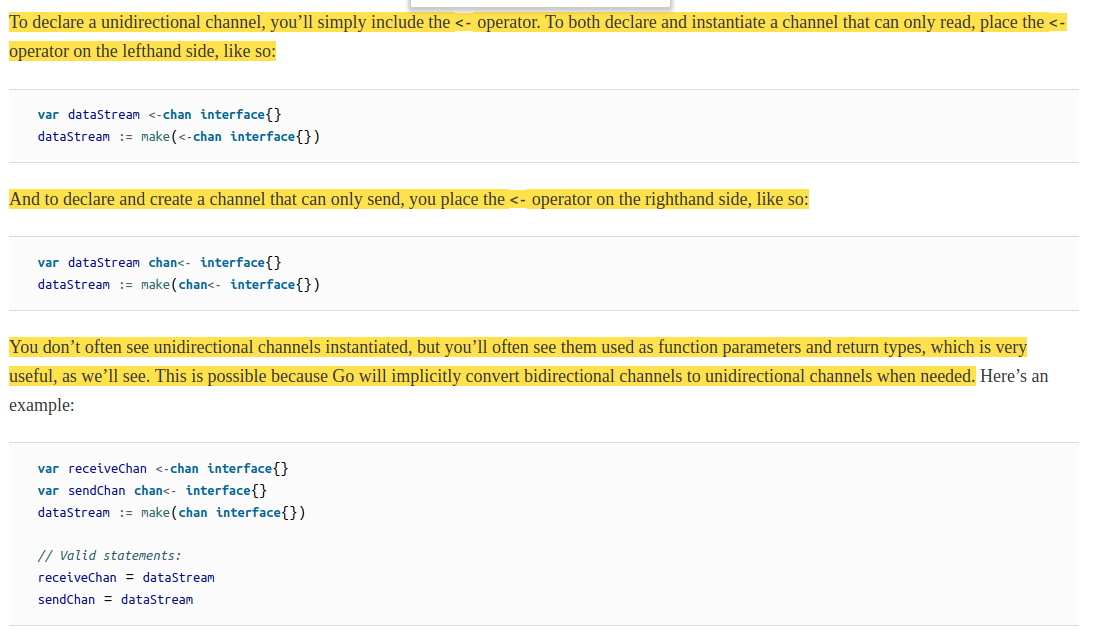 To declare a unidirectional channel, you’ll simply include the <- operator. To both declare and instantiate a channel that can only read, place the <-
operator on the lefthand side, like so:
var dataStream <-chan interface{}
dataStream := make(<-chan interface{})
And to declare and create a channel that can only send, you place the <- operator on the righthand side, like so:
var dataStream chan<- interface{}
dataStream := make(chan<- interface{})
You don’t often see unidirectional channels instantiated, but you’ll often see them used as function parameters and return types, which is very
useful, as we’ll see. This is possible because Go will implicitly convert bidirectional channels to unidirectional channels when needed. Here’s an
example:
var receiveChan <-chan interface{}
var sendChan chan<- interface{}
dataStream := make(chan interface{})
// Valid statements:
receiveChan = dataStream
sendChan = dataStream